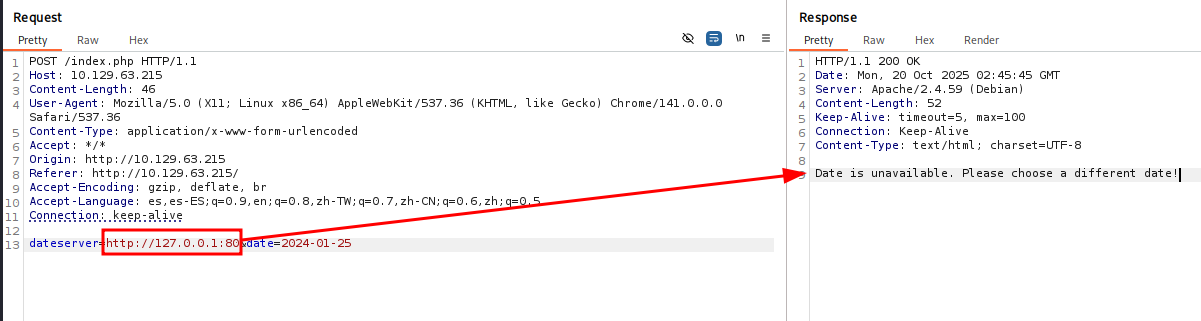 Request
Pretty Raw Hex
\n
1 POST /index.php HTTP/1.1
2 Host: 10.129.63.215
3 Content-Length: 46
4 User-Agent: Mozilla/5.0 (X11; Linux x86_64) AppleWebKit/537.36 (KHTML, like Gecko) Chrome/141.0.0.0
Safari/537.36
5 Content-Type: application/x-www-form-urlencoded
6 Accept: */*
7 Origin: http://10.129.63.215
8 Referer: http://10.129.63.215/
9 Accept-Encoding: gzip, deflate, br
10 Accept-Language: es,es-ES;q=0.9,en;q=0.8,zh-TW;q=0.7,zh-CN;q=0.6,zh;q=0.5
11 Connection: keep-alive
12
13 dateserver=http://127.0.0.1:80&date=2024-01-25
Response
Pretty Raw Hex Render
1 HTTP/1.1 200 OK
2 Date: Mon, 20 Oct 2025 02:45:45 GMT
3 Server: Apache/2.4.59 (Debian)
4 Content-Length: 52
5 Keep-Alive: timeout=5, max=100
6 Connection: Keep-Alive
7 Content-Type: text/html; charset=UTF-8
8
9 Date is unavailable. Please choose a different date!